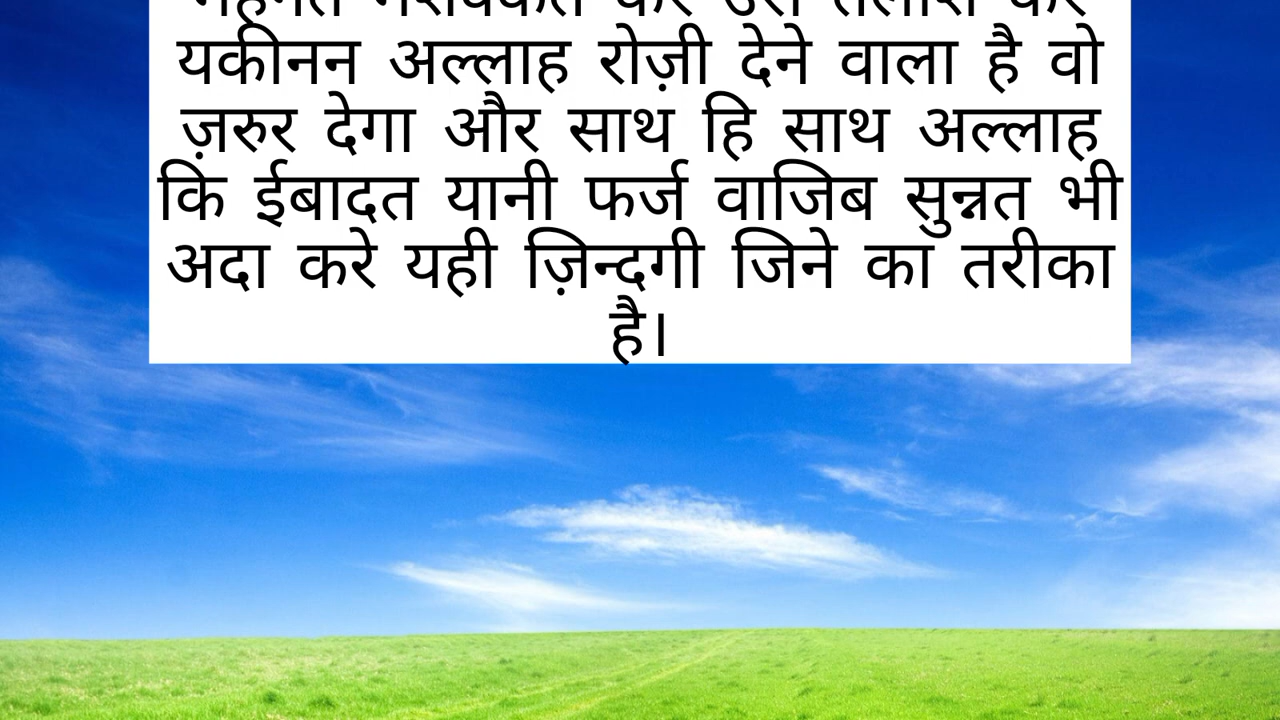 यकीनन अल्लाह रोज़ी देने वाला है वो
ज़रुर देगा और साथ हि साथ अल्लाह
कि ईबादत यानी फर्ज वाजिब सुन्नत भी
अदा करे यही ज़िन्दगी जिने का तरीका
है।